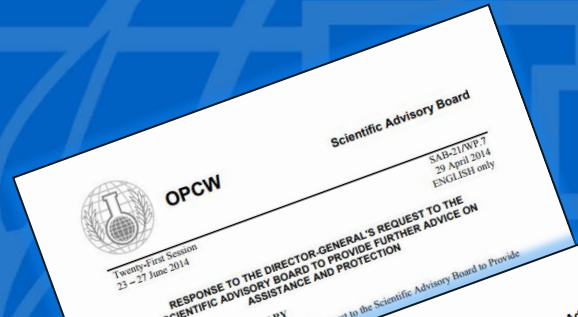 Scientific Advisory Board
OPCW
SAB-21/WP.7
29 April 2014
ENGLISH only
Twenty-First Session
23 – 27 June 2014
RESPONSE TO THE DIRECTOR-GENERAL'S REQUEST TO THE
SCIENTIFIC ADVISORY BOARD TO PROVIDE FURTHER ADVICE ON
ASSISTANCE AND PROTECTION
to the Scientific Advisory Board to Provide